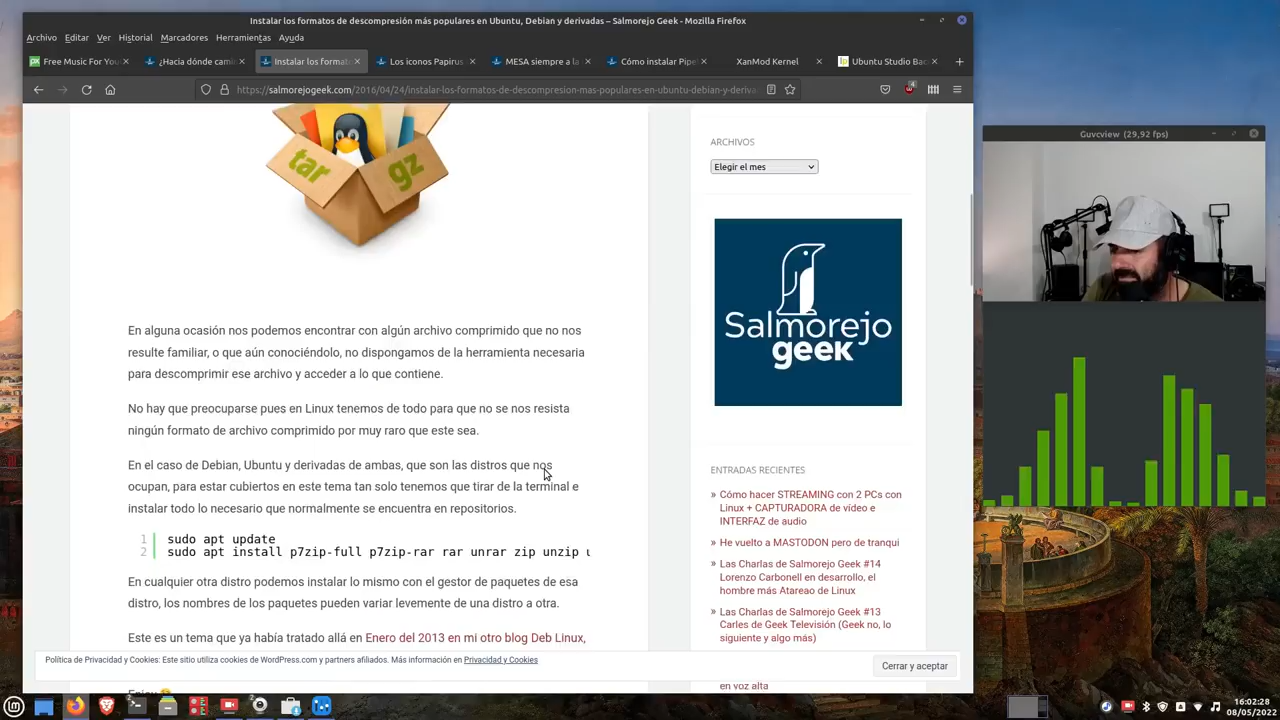 Instalar los formatos de descompresión más populares en Ubuntu, Debian y derivadas – Salmorejo Geek - Mozilla Firefox
Archivo Editar Ver Historial Marcadores Herramientas Ayuda
Free Music For You
¿Hacia dónde cami
Instalar los format
Los iconos Papirus
MESA siempre a la
Cómo instalar Pipe
XanMod Kernel
Ubuntu Studio Bac
https://salmorejogeek.com/2016/04/24/instalar-los-formatos-de-descompresion-mas-populares-en-ubuntu-debian-y-deriva
4
Guvcview (29,92 fps)
tar
gz
En alguna ocasión nos podemos encontrar con algún archivo comprimido que no nos
resulte familiar, o que aún conociéndolo, no dispongamos de la herramienta necesaria
para descomprimir ese archivo y acceder a lo que contiene.
No hay que preocuparse pues en Linux tenemos de todo para que no se nos resista
ningún formato de archivo comprimido por muy raro que este sea.
En el caso de Debian, Ubuntu y derivadas de ambas, que son las distros que nos
ocupan, para estar cubiertos en este tema tan solo tenemos que tirar de la terminal e
instalar todo lo necesario que normalmente se encuentra en repositorios.
1 sudo apt update
2 sudo apt install p7zip-full p7zip-rar rar unrar zip unzip u
En cualquier otra distro podemos instalar lo mismo con el gestor de paquetes de esa
distro, los nombres de los paquetes pueden variar levemente de una distro a otra.
Este es un tema que ya había tratado allá en Enero del 2013 en mi otro blog Deb Linux,
ARCHIVOS
Elegir el mes
Salmorejo
geek
ENTRADAS RECIENTES
» Cómo hacer STREAMING con 2 PCs con
Linux + CAPTURADORA de vídeo e
INTERFAZ de audio
» He vuelto a MASTODON pero de tranqui
» Las Charlas de Salmorejo Geek #14
Lorenzo Carbonell en desarrollo, el
hombre más Atareao de Linux
» Las Charlas de Salmorejo Geek #13
Carles de Geek Televisión (Geek no, lo
siguiente y algo más)
en voz alta
Política de Privacidad y Cookies: Este sitio utiliza cookies de WordPress.com y partners afiliados. Más información en Privacidad y Cookies
Cerrar y aceptar
16:02:28
08/05/2022